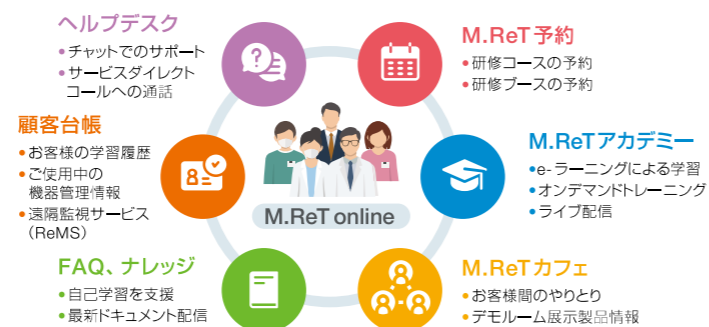 ヘルプデスク
•チャットでのサポート
•サービスダイレクト
コールへの通話
M.ReT予約
•研修コースの予約
•研修ブースの予約
顧客台帳
•お客様の学習履歴
•ご使用中の
機器管理情報
•遠隔監視サービス
（ReMS）
M.ReTアカデミー
•e-ラーニングによる学習
•オンデマンドトレーニング
•ライブ配信
M.ReT online
FAQ、ナレッジ
•自己学習を支援
•最新ドキュメント配信
M.ReTカフェ
•お客様間のやりとり
•デモルーム展示製品情報